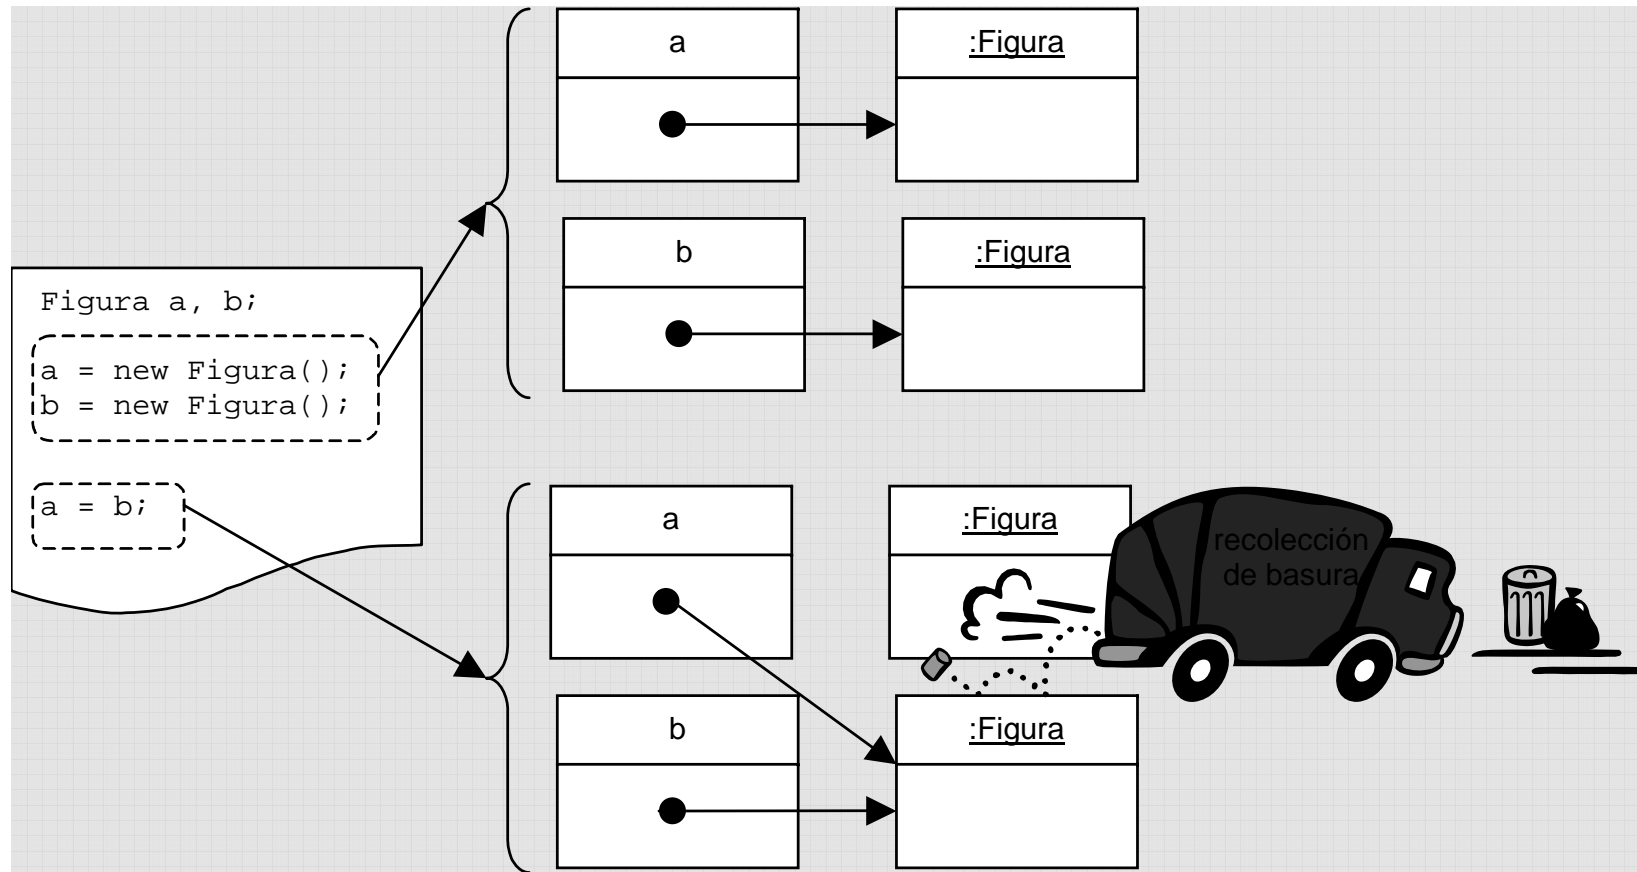 Figura a, b;
a = new Figura();
b = new Figura();
a = b;
a
:Figura
b
:Figura
a
:Figura
recolección
de basura
b
:Figura